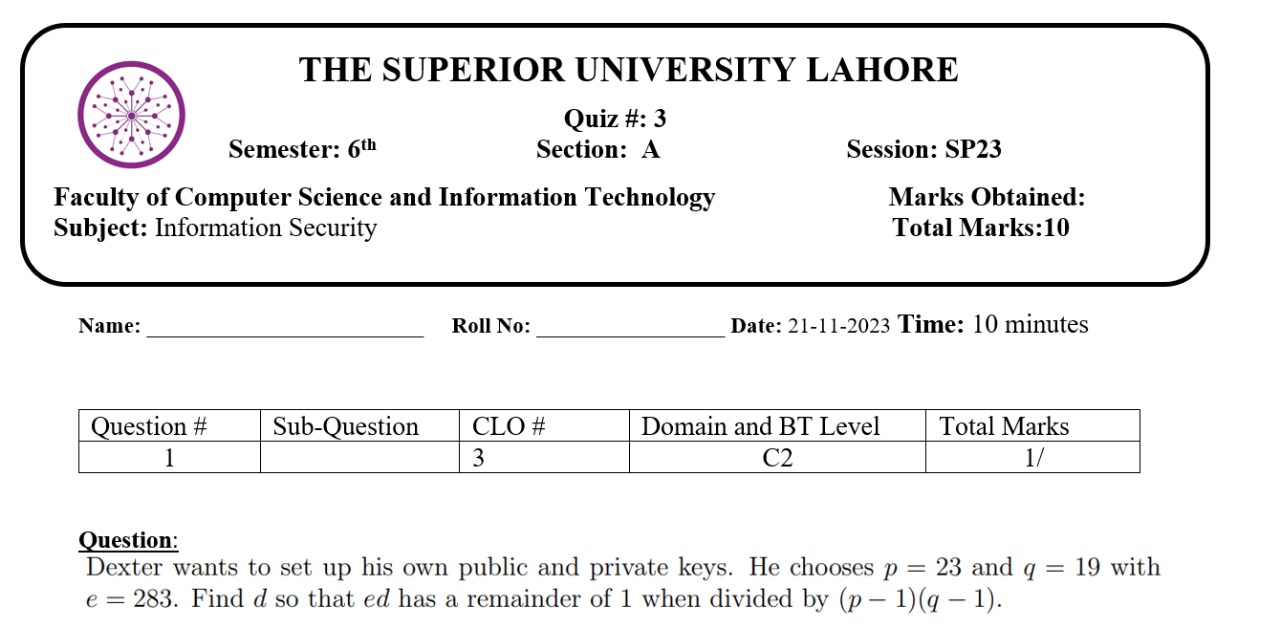 THE SUPERIOR UNIVERSITY LAHORE
Quiz #: 3
Semester: 6th Section: A Session: SP23
Faculty of Computer Science and Information Technology Marks Obtained:
Subject: Information Security Total Marks:10
Name: ______________________ Roll No: _______________ Date: 21-11-2023 Time: 10 minutes
Question # Sub-Question CLO # Domain and BT Level Total Marks
1 3 C2 1/
Question:
Dexter wants to set up his own public and private keys. He chooses p = 23 and q = 19 with
e = 283. Find d so that ed has a remainder of 1 when divided by (p − 1)(q − 1).